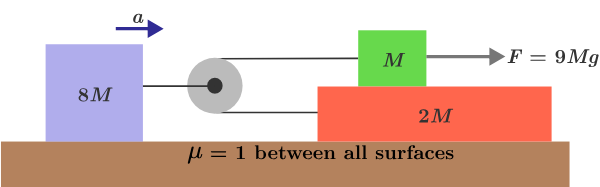 a
8M
M
F = 9Mg
2M
μ = 1 between all surfaces